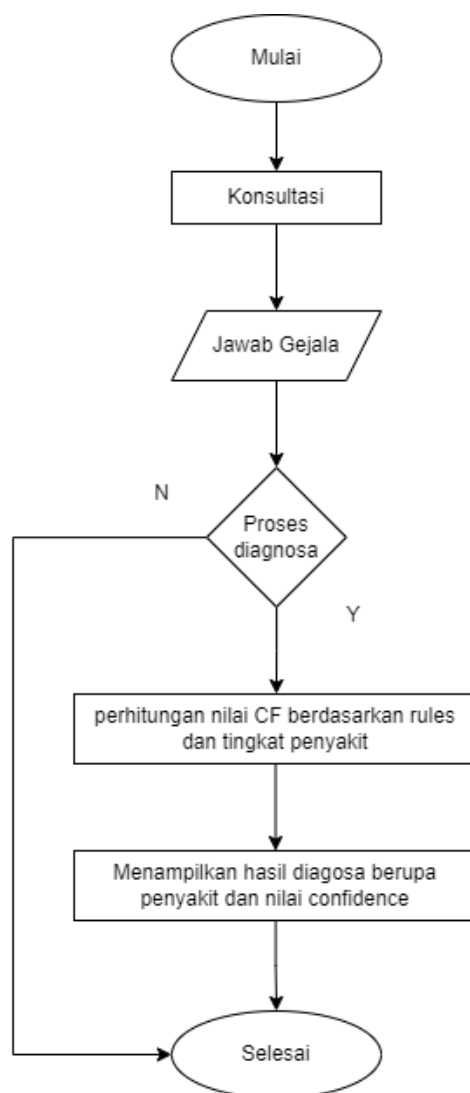 Mulai
Konsultasi
Jawab Gejala
N
Proses
diagnosa
Y
perhitungan nilai CF berdasarkan rules
dan tingkat penyakit
Menampilkan hasil diagosa berupa
penyakit dan nilai confidence
Selesai